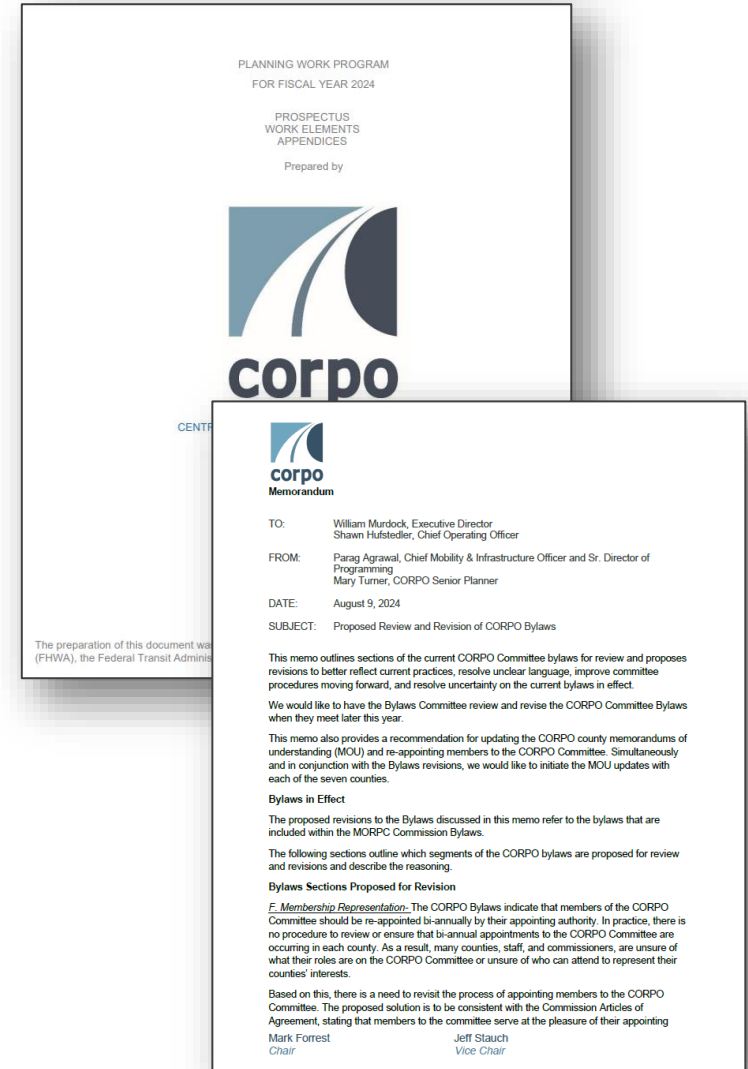 PLANNING WORK PROGRAM
FOR FISCAL YEAR 2024
PROSPECTUS
WORK ELEMENTS
APPENDICES
Prepared by
corpo
The preparation of this document
(FHWA), the Federal Transit
corpo
Memorandum
TO: William Murdock, Executive Director
Shawn Hufstedler, Chief Operating Officer
FROM: Parag Agrawal, Chief Mobility & Infrastructure Officer and Sr. Director of
Programming
Mary Turner, CORPO Senior Planner
DATE: August 9, 2024
SUBJECT: Proposed Review and Revision of CORPO Bylaws
This memo outlines sections of the current CORPO Committee bylaws for review and proposes
revisions to better reflect current practices, resolve unclear language, improve committee
procedures moving forward, and resolve uncertainty on the current bylaws in effect.
We would like to have the Bylaws Committee review and revise the CORPO Committee Bylaws
when they meet later this year.
This memo also provides a recommendation for updating the CORPO county memorandums of
understanding (MOU) and re-appointing members to the CORPO Committee. Simultaneously
and in conjunction with the Bylaws revisions, we would like to initiate the MOU updates with
each of the seven counties.
Bylaws in Effect
The proposed revisions to the Bylaws discussed in this memo refer to the bylaws that are
included within the MORPC Commission Bylaws.
The following sections outline which segments of the CORPO bylaws are proposed for review
and revisions and describe the reasoning.
Bylaws Sections Proposed for Revision
F. Membership Representation- The CORPO Bylaws indicate that members of the CORPO
Committee should be re-appointed bi-annually by their appointing authority. In practice, there is
no procedure to review or ensure that bi-annual appointments to the CORPO Committee are
occurring in each county. As a result, many counties, staff, and commissioners, are unsure of
what their roles are on the CORPO Committee or unsure of who can attend to represent their
counties' interests.
Based on this, there is a need to revisit the process of appointing members to the CORPO
Committee. The proposed solution is to be consistent with the Commission Articles of
Agreement, stating that members to the committee serve at the pleasure of their appointing
Mark Forrest Jeff Stauch
Chair Vice Chair